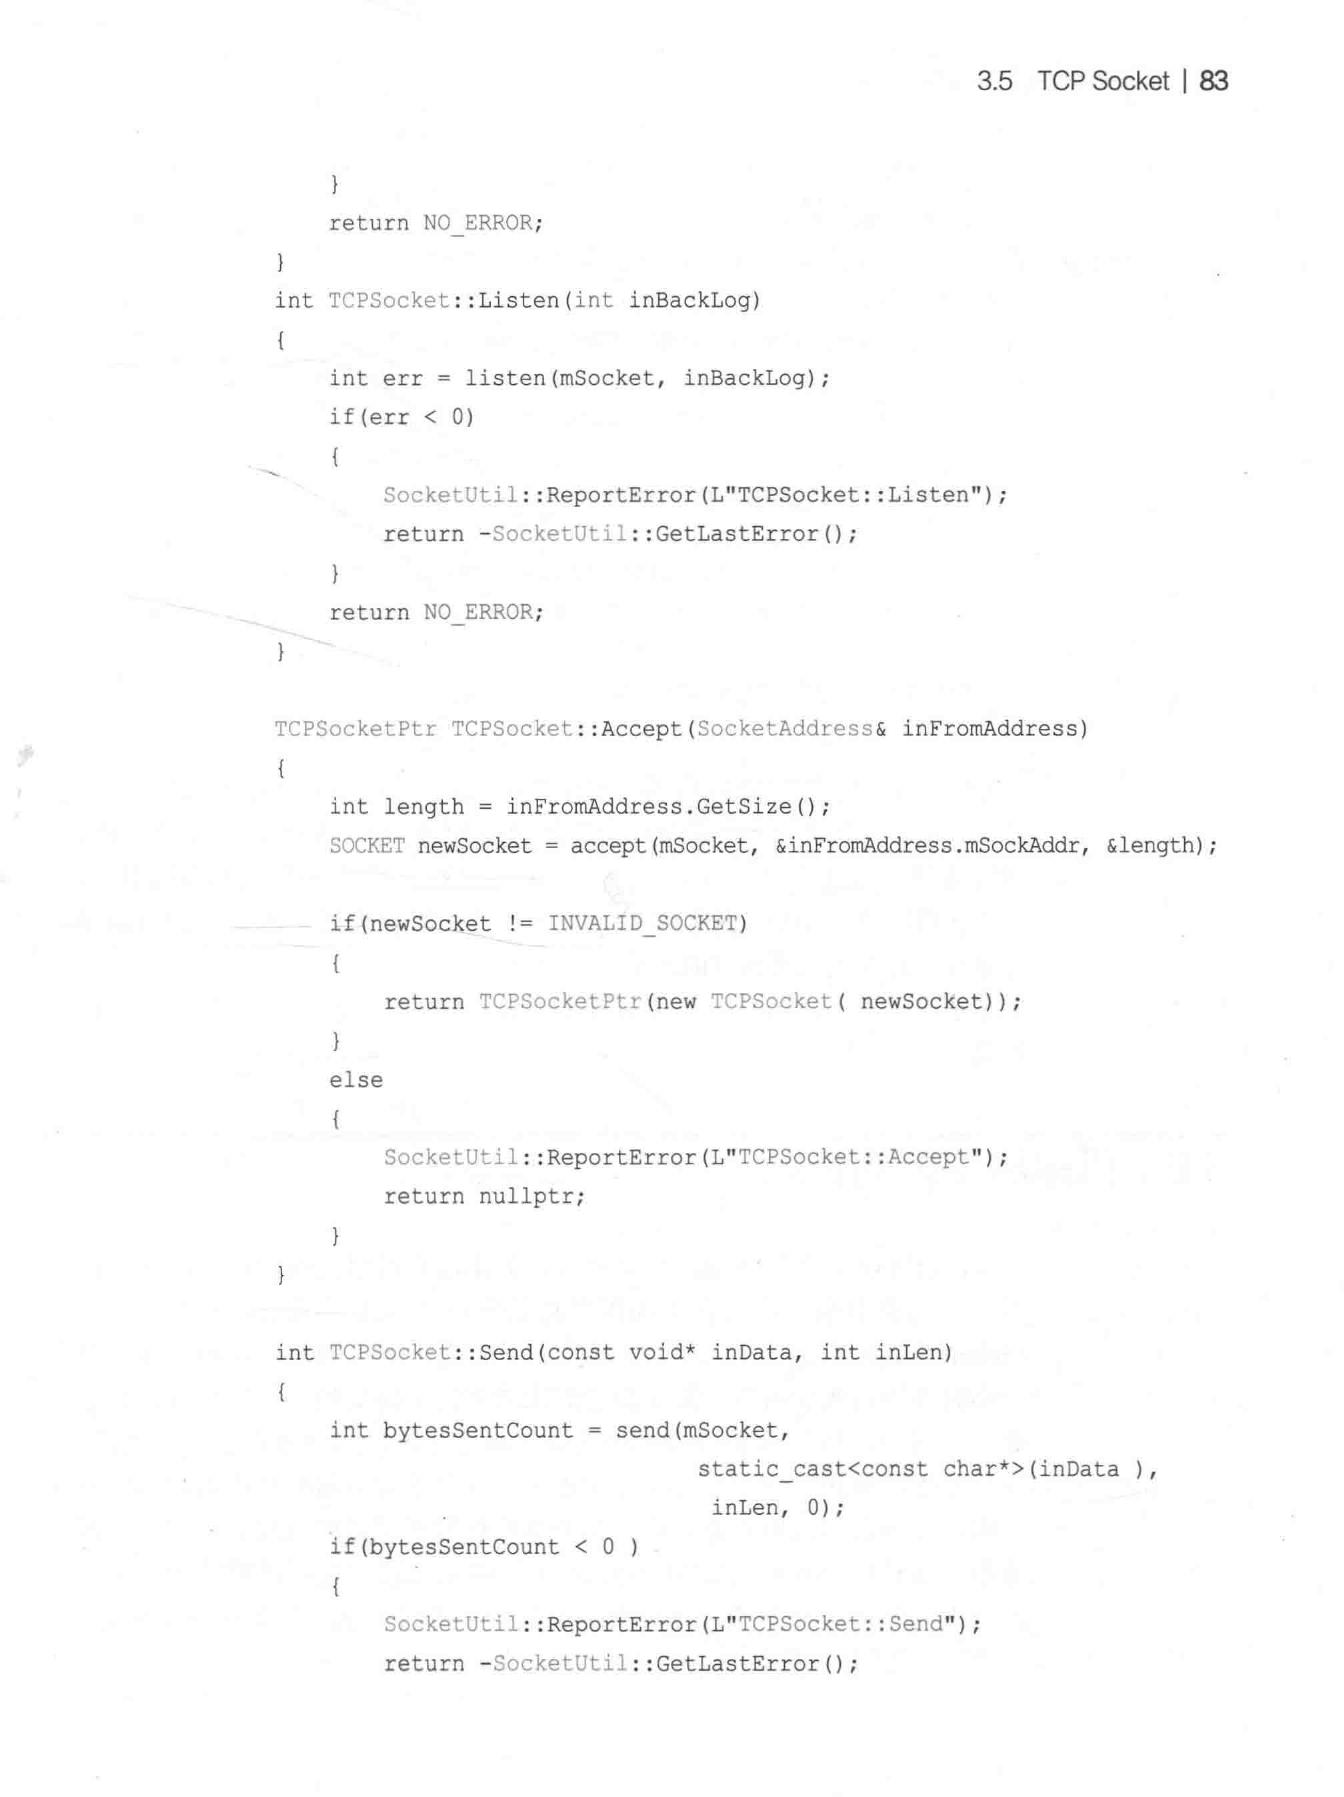 3.5 TCP Socket | 83
}
return NO_ERROR;
}
int TCPSocket::Listen(int inBackLog)
{
int err = listen(mSocket, inBackLog);
if(err < 0)
{
SocketUtil::ReportError(L"TCPSocket::Listen");
return -SocketUtil::GetLastError();
}
return NO_ERROR;
}
TCPSocketPtr TCPSocket::Accept(SocketAddress& inFromAddress)
{
int length = inFromAddress.GetSize();
SOCKET newSocket = accept(mSocket, &inFromAddress.mSockAddr, &length);
if(newSocket != INVALID_SOCKET)
{
return TCPSocketPtr(new TCPSocket( newSocket));
}
else
{
SocketUtil::ReportError(L"TCPSocket::Accept");
return nullptr;
}
}
int TCPSocket::Send(const void* inData, int inLen)
{
int bytesSentCount = send(mSocket,
static_cast<const char*>(inData ),
inLen, 0);
if(bytesSentCount < 0 )
{
SocketUtil::ReportError(L"TCPSocket::Send");
return -SocketUtil::GetLastError();